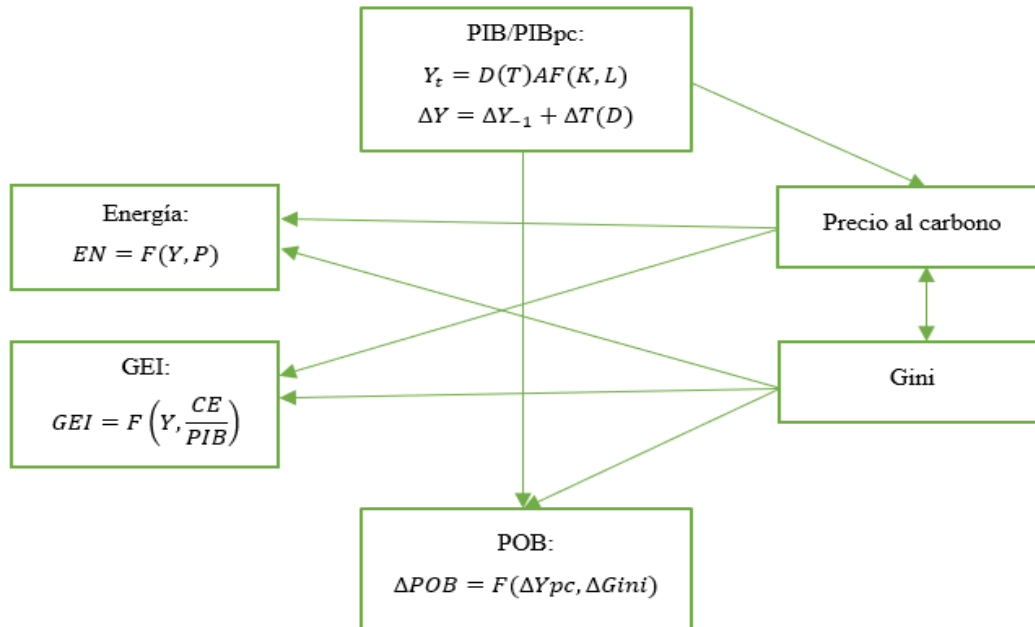 PIB/PIBpc:
Y_t = D(T)AF(K, L)
ΔY = ΔY_{−1} + ΔT(D)
Energía:
EN = F(Y, P)
Precio al carbono
GEI:
GEI = F(Y, CE/PIB)
Gini
POB:
ΔPOB = F(ΔYpc, ΔGini)